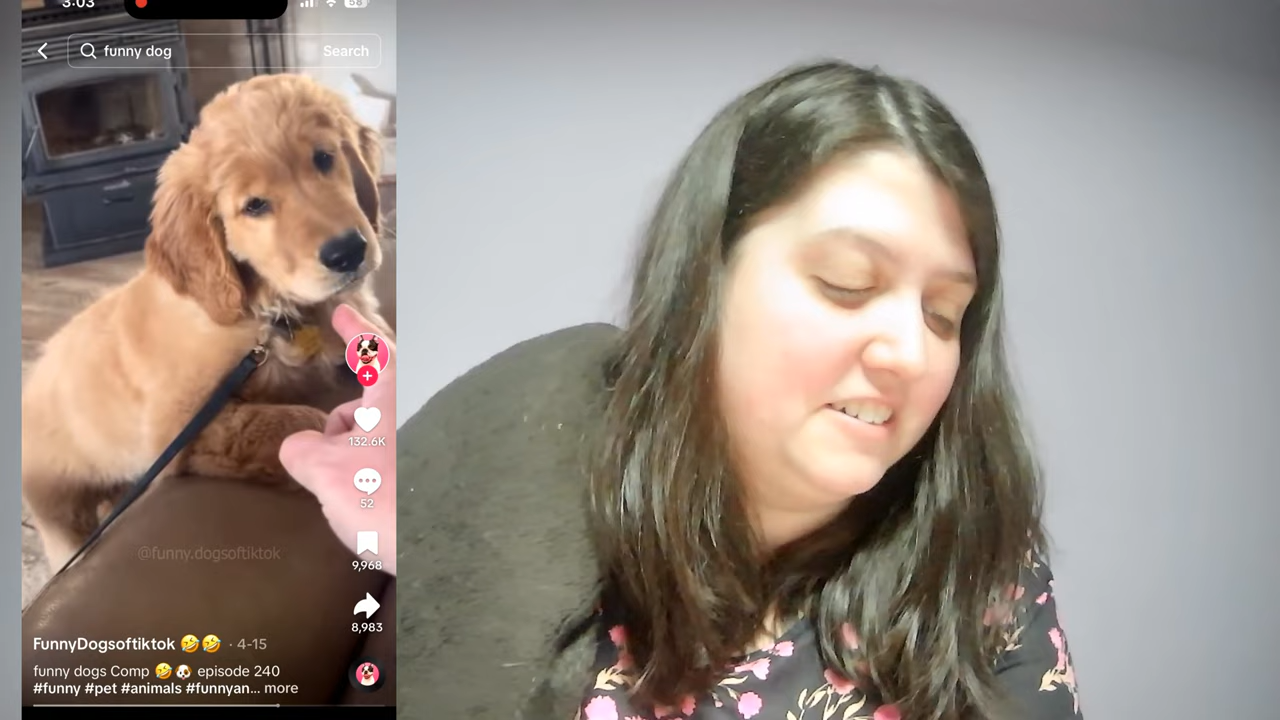 3:03
58
funny dog
Search
132.6K
52
@funny.dogsoftiktok
9,968
8,983
FunnyDogsoftiktok 🤣🤣 · 4-15
funny dogs Comp 🤣🐶 episode 240
#funny #pet #animals #funnyan... more